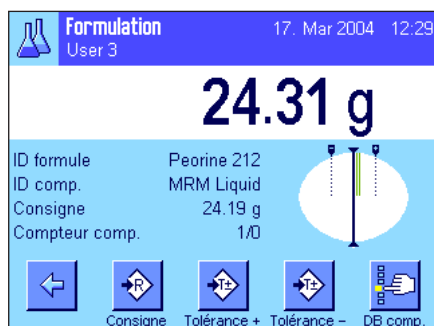 Formulation 17. Mar 2004 12:29
User 3
24.31 g
ID formule Peorine 212
ID comp. MRM Liquid
Consigne 24.19 g
Compteur comp. 1/0
R T± T±
Consigne Tolérance + Tolérance − DB comp.